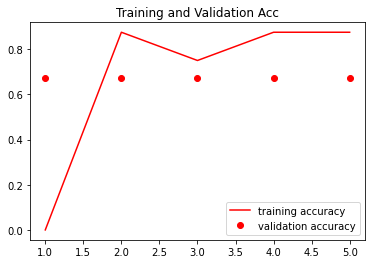 Training and Validation Acc
0.8
0.6
0.4
0.2
0.0
training accuracy
validation accuracy
1.0 1.5 2.0 2.5 3.0 3.5 4.0 4.5 5.0